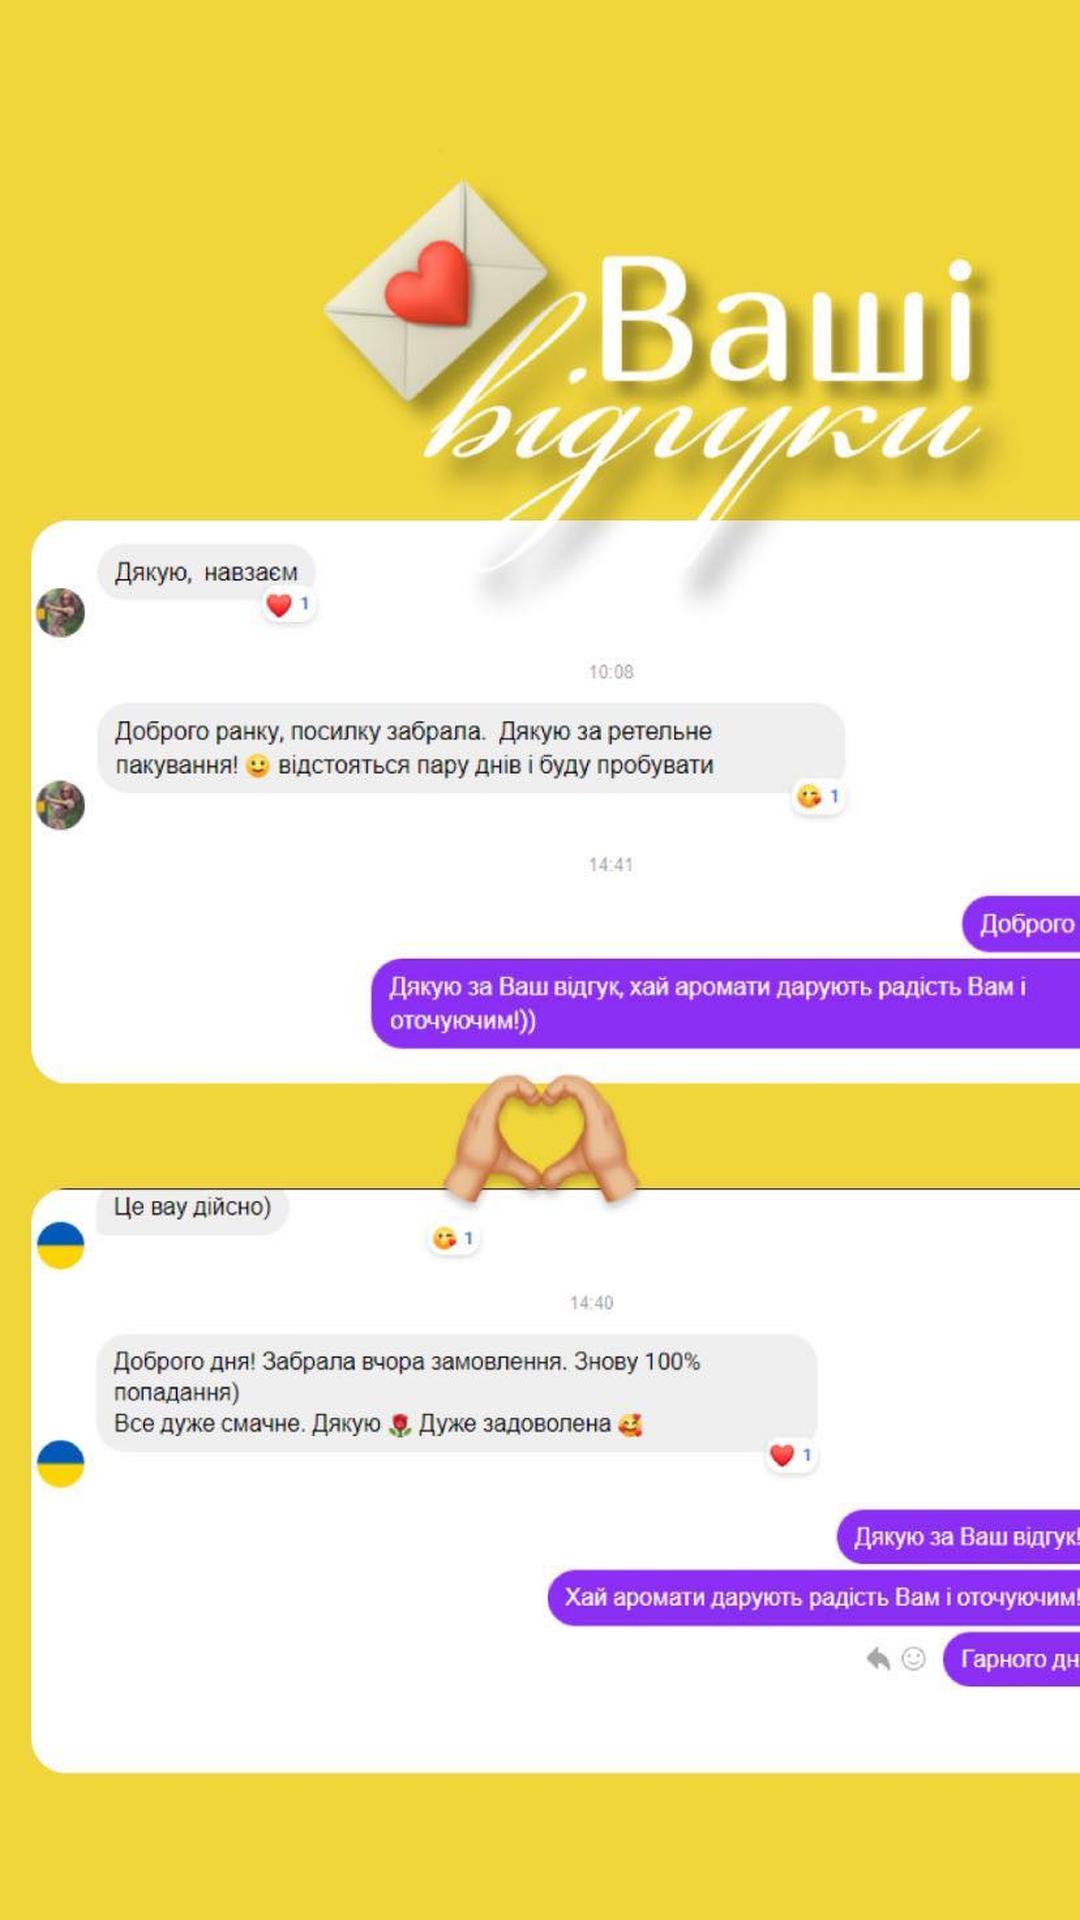 Ваші
відгуки
Дякую, навзаєм
❤️ 1
10:08
Доброго ранку, посилку забрала. Дякую за ретельне
пакування! 🙂 відстояться пару днів і буду пробувати
😘 1
14:41
Доброго
Дякую за Ваш відгук, хай аромати дарують радість Вам і
оточуючим!))
Це вау дійсно)
😘 1
14:40
Доброго дня! Забрала вчора замовлення. Знову 100%
попадання)
Все дуже смачне. Дякую 🌹 Дуже задоволена 🥰
❤️ 1
Дякую за Ваш відгук!
Хай аромати дарують радість Вам і оточуючим!
Гарного дн